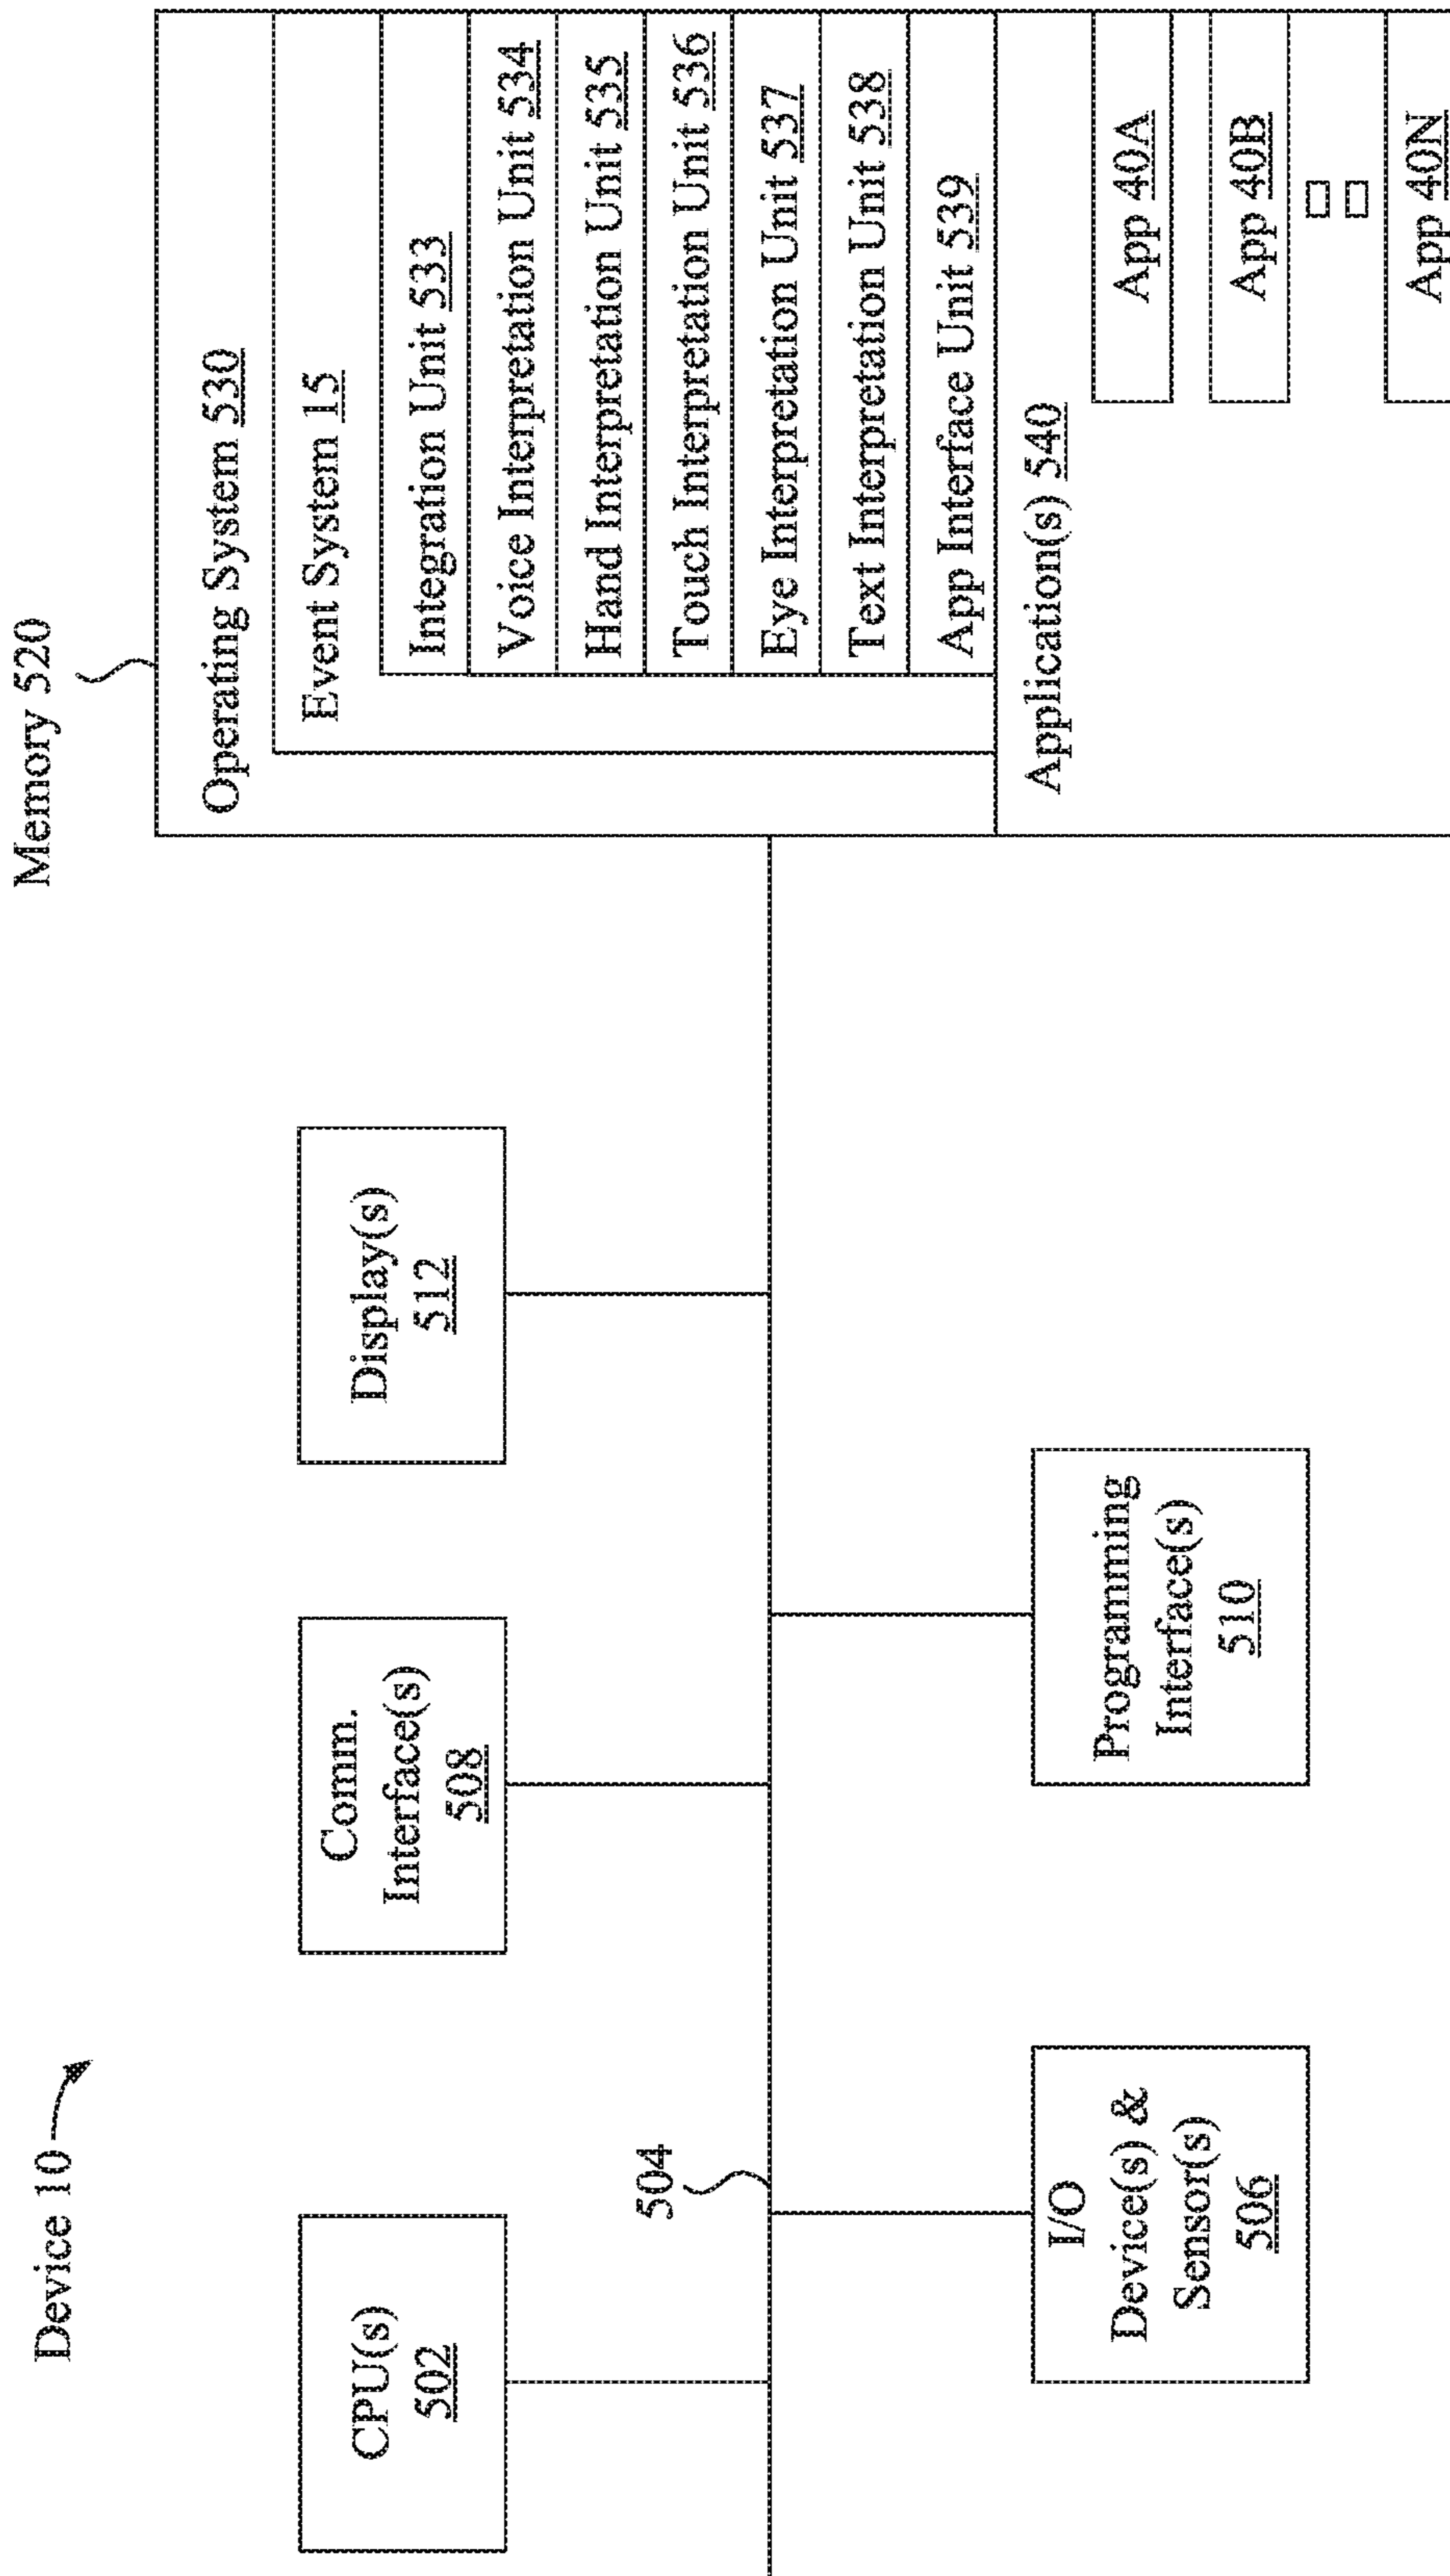 Device 10
Memory 520
CPU(s)
502
Comm.
Interface(s)
508
Display(s)
512
504
I/O
Device(s) &
Sensor(s)
506
Programming
Interface(s)
510
Operating System 530
Event System 15
Integration Unit 533
Voice Interpretation Unit 534
Hand Interpretation Unit 535
Touch Interpretation Unit 536
Eye Interpretation Unit 537
Text Interpretation Unit 538
App Interface Unit 539
Application(s) 540
App 40A
App 40B
App 40N